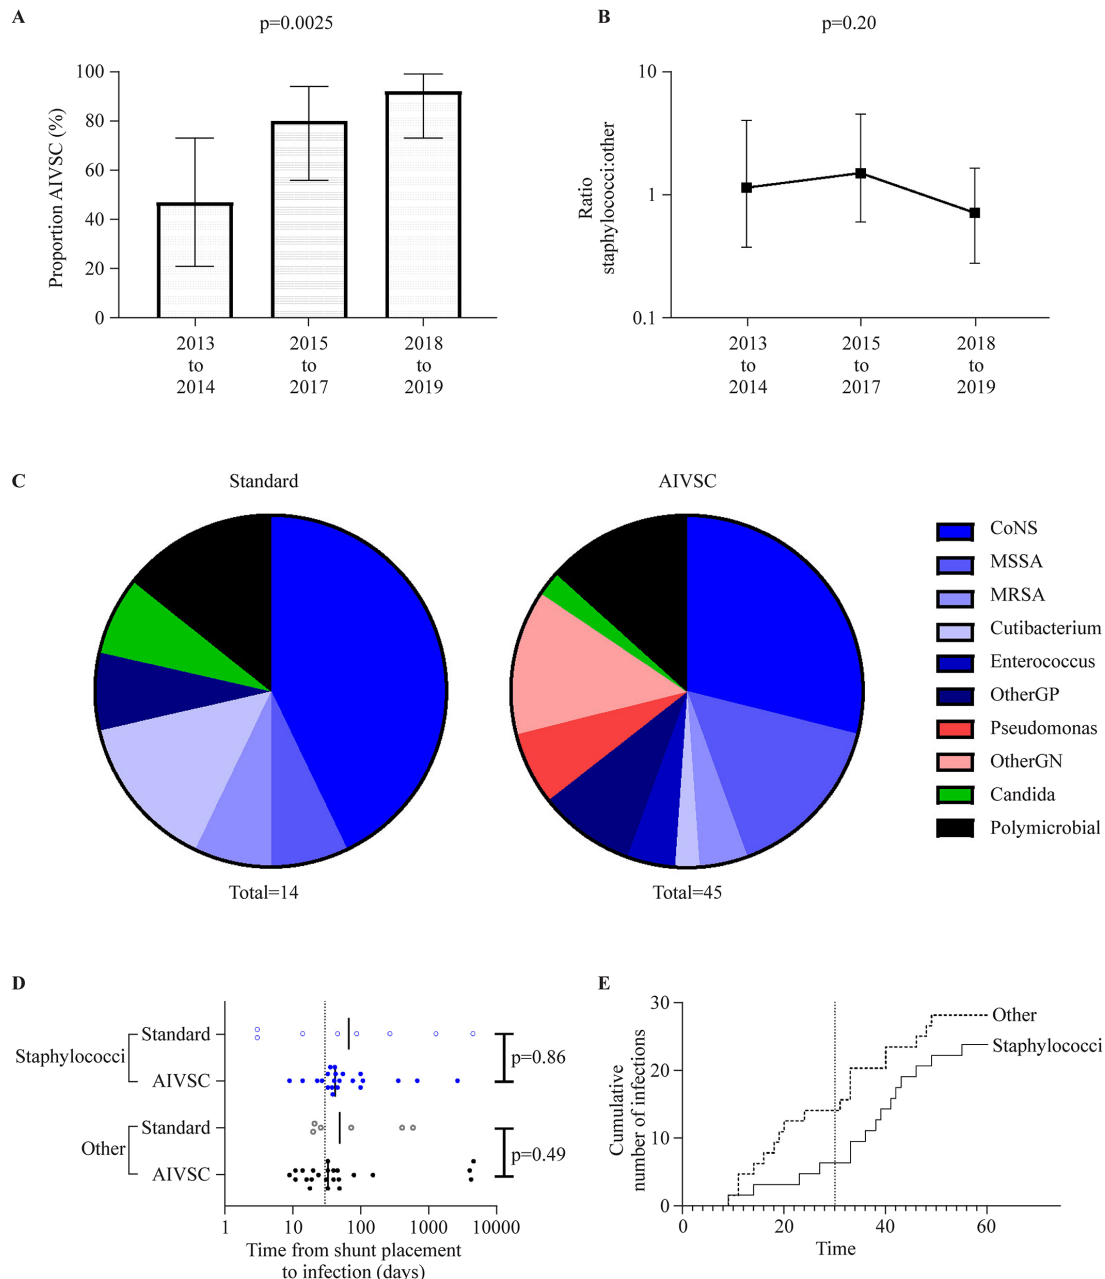 A
p=0.0025
Proportion AIVSC (%)
100
80
60
40
20
0
2013
to
2014
2015
to
2017
2018
to
2019
B
p=0.20
Ratio
staphylococci:other
10
1
0.1
2013
to
2014
2015
to
2017
2018
to
2019
C
Standard
Total=14
AIVSC
Total=45
CoNS
MSSA
MRSA
Cutibacterium
Enterococcus
OtherGP
Pseudomonas
OtherGN
Candida
Polymicrobial
D
Staphylococci
Standard
AIVSC
p=0.86
Other
Standard
AIVSC
p=0.49
1
10
100
1000
10000
Time from shunt placement
to infection (days)
E
Cumulative
number of infections
30
20
10
0
Other
Staphylococci
0
20
40
60
Time